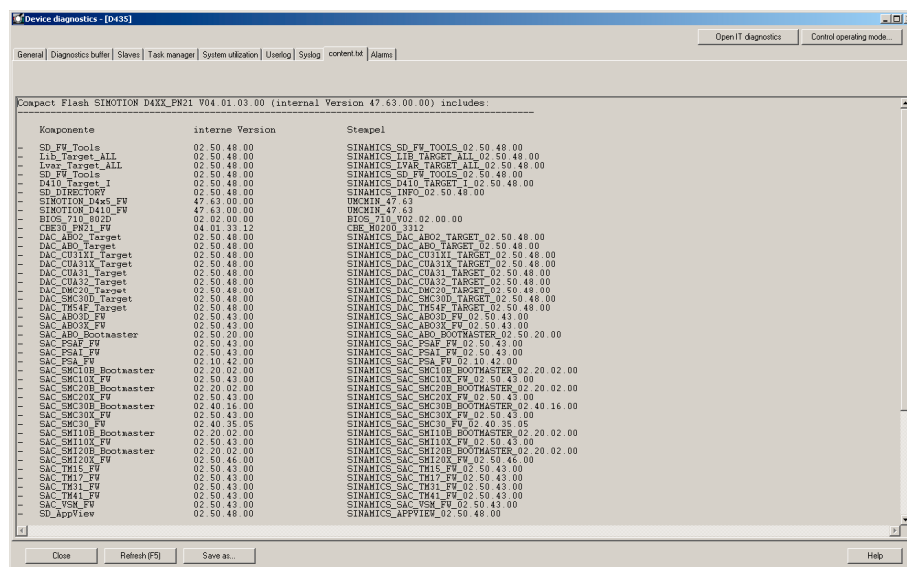 Device diagnostics - [D435]
Open IT diagnostics Control operating mode...
General Diagnostics buffer Slaves Task manager System utilization Userlog Syslog content.txt Alarms
Compact Flash SIMOTION D4XX_PN21 V04.01.03.00 (internal Version 47.63.00.00) includes:
--------------------------------------------------------------------------------
Komponente interne Version Stempel
- SD_FW_Tools 02.50.48.00 SINAMICS_SD_FW_TOOLS_02.50.48.00
- Lib_Target_ALL 02.50.48.00 SINAMICS_LIB_TARGET_ALL_02.50.48.00
- Lvar_Target_ALL 02.50.48.00 SINAMICS_LVAR_TARGET_ALL_02.50.48.00
- SD_FW_Tools 02.50.48.00 SINAMICS_SD_FW_TOOLS_02.50.48.00
- D410_Target_I 02.50.48.00 SINAMICS_D410_TARGET_I_02.50.48.00
- SD_DIRECTORY 02.50.48.00 SINAMICS_INFO_02.50.48.00
- SIMOTION_D4x5_FW 47.63.00.00 UMCMIN_47.63
- SIMOTION_D410_FW 47.63.00.00 UMCMIN_47.63
- BIOS_710_802D 02.02.00.00 BIOS_710_V02.02.00.00
- CBE30_PN21_FW 04.01.33.12 CBE_M0200_3312
- DAC_ABO2_Target 02.50.48.00 SINAMICS_DAC_ABO2_TARGET_02.50.48.00
- DAC_ABO_Target 02.50.48.00 SINAMICS_DAC_ABO_TARGET_02.50.48.00
- DAC_CU31XI_Target 02.50.48.00 SINAMICS_DAC_CU31XI_TARGET_02.50.48.00
- DAC_CUA31X_Target 02.50.48.00 SINAMICS_DAC_CUA31X_TARGET_02.50.48.00
- DAC_CUA31_Target 02.50.48.00 SINAMICS_DAC_CUA31_TARGET_02.50.48.00
- DAC_CUA32_Target 02.50.48.00 SINAMICS_DAC_CUA32_TARGET_02.50.48.00
- DAC_DMC20_Target 02.50.48.00 SINAMICS_DAC_DMC20_TARGET_02.50.48.00
- DAC_SMC30D_Target 02.50.48.00 SINAMICS_DAC_SMC30D_TARGET_02.50.48.00
- DAC_TM54F_Target 02.50.48.00 SINAMICS_DAC_TM54F_TARGET_02.50.48.00
- SAC_ABO3D_FW 02.50.43.00 SINAMICS_SAC_ABO3D_FW_02.50.43.00
- SAC_ABO3X_FW 02.50.43.00 SINAMICS_SAC_ABO3X_FW_02.50.43.00
- SAC_ABO_Bootmaster 02.50.20.00 SINAMICS_SAC_ABO_BOOTMASTER_02.50.20.00
- SAC_PSAF_FW 02.50.43.00 SINAMICS_SAC_PSAF_FW_02.50.43.00
- SAC_PSAI_FW 02.50.43.00 SINAMICS_SAC_PSAI_FW_02.50.43.00
- SAC_PSA_FW 02.10.42.00 SINAMICS_SAC_PSA_FW_02.10.42.00
- SAC_SMC10B_Bootmaster 02.20.02.00 SINAMICS_SAC_SMC10B_BOOTMASTER_02.20.02.00
- SAC_SMC10X_FW 02.50.43.00 SINAMICS_SAC_SMC10X_FW_02.50.43.00
- SAC_SMC20B_Bootmaster 02.20.02.00 SINAMICS_SAC_SMC20B_BOOTMASTER_02.20.02.00
- SAC_SMC20X_FW 02.50.43.00 SINAMICS_SAC_SMC20X_FW_02.50.43.00
- SAC_SMC30B_Bootmaster 02.40.16.00 SINAMICS_SAC_SMC30B_BOOTMASTER_02.40.16.00
- SAC_SMC30X_FW 02.50.43.00 SINAMICS_SAC_SMC30X_FW_02.50.43.00
- SAC_SMC30_FW 02.40.35.05 SINAMICS_SAC_SMC30_FW_02.40.35.05
- SAC_SMI10B_Bootmaster 02.20.02.00 SINAMICS_SAC_SMI10B_BOOTMASTER_02.20.02.00
- SAC_SMI10X_FW 02.50.43.00 SINAMICS_SAC_SMI10X_FW_02.50.43.00
- SAC_SMI20B_Bootmaster 02.20.02.00 SINAMICS_SAC_SMI20B_BOOTMASTER_02.20.02.00
- SAC_SMI20X_FW 02.50.46.00 SINAMICS_SAC_SMI20X_FW_02.50.46.00
- SAC_TM15_FW 02.50.43.00 SINAMICS_SAC_TM15_FW_02.50.43.00
- SAC_TM17_FW 02.50.43.00 SINAMICS_SAC_TM17_FW_02.50.43.00
- SAC_TM31_FW 02.50.43.00 SINAMICS_SAC_TM31_FW_02.50.43.00
- SAC_TM41_FW 02.50.43.00 SINAMICS_SAC_TM41_FW_02.50.43.00
- SAC_VSM_FW 02.50.43.00 SINAMICS_SAC_VSM_FW_02.50.43.00
- SD_AppView 02.50.48.00 SINAMICS_APPVIEW_02.50.48.00
Close Refresh (F5) Save as... Help